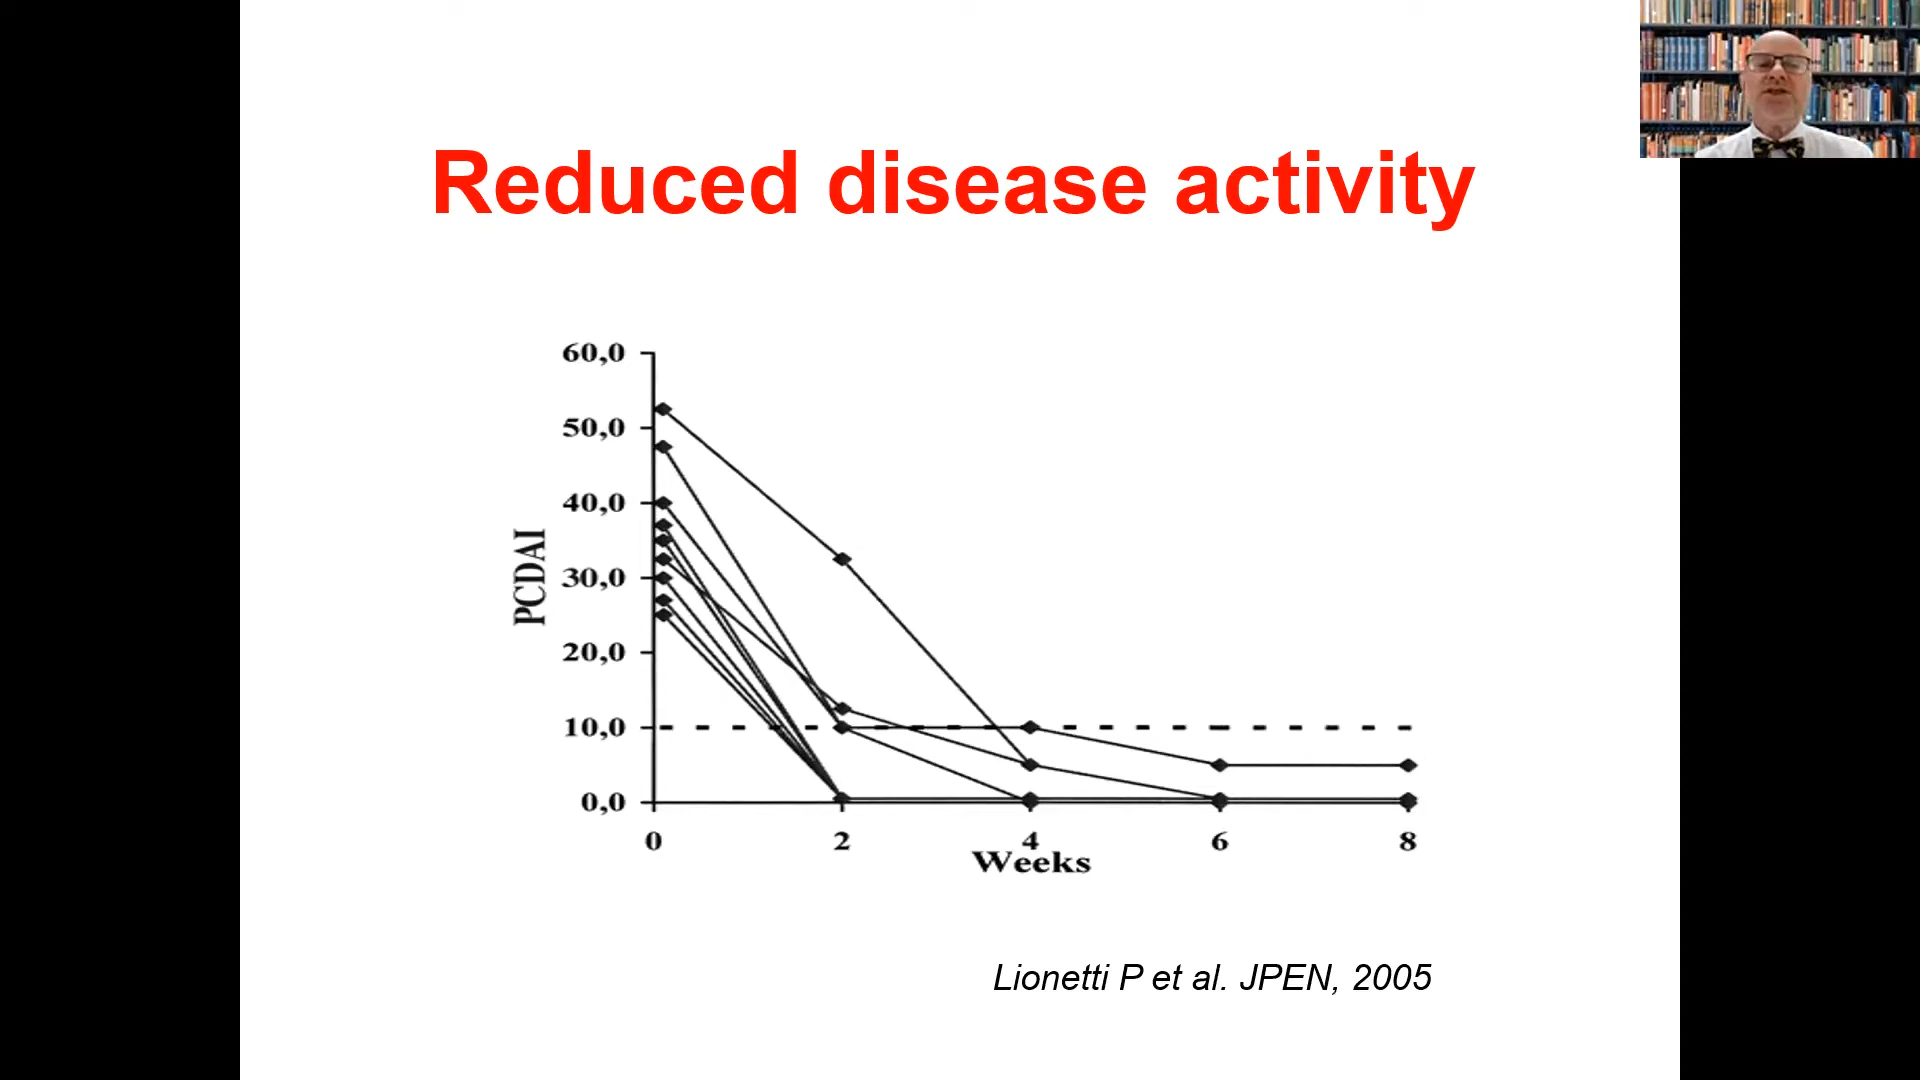 Reduced disease activity
60,0
50,0
40,0
30,0
20,0
10,0
0,0
PCDAI
0 2 4 6 8
Weeks
Lionetti P et al. JPEN, 2005